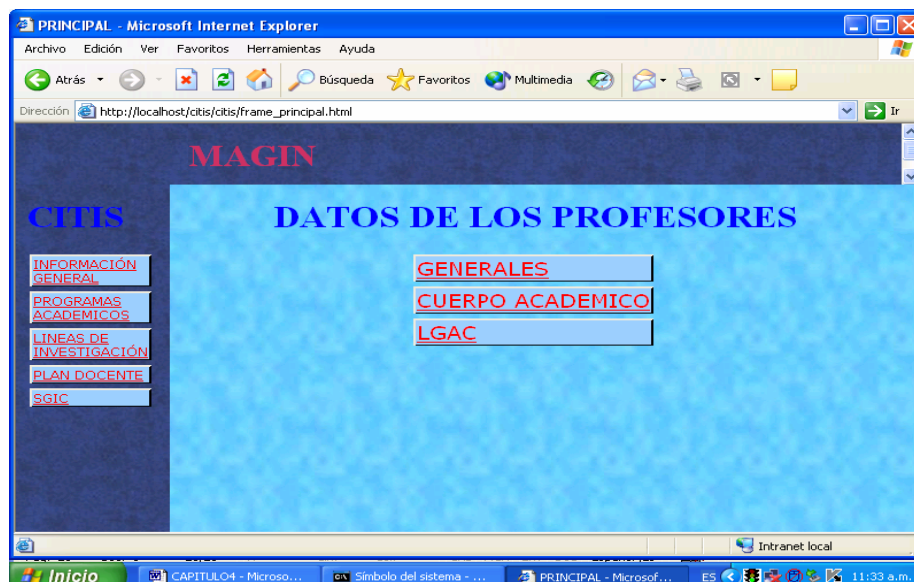 PRINCIPAL - Microsoft Internet Explorer
Archivo Edición Ver Favoritos Herramientas Ayuda
Atrás Búsqueda Favoritos Multimedia
Dirección http://localhost/citis/citis/frame_principal.html Ir
MAGIN
CITIS
INFORMACIÓN
GENERAL
PROGRAMAS
ACADEMICOS
LINEAS DE
INVESTIGACIÓN
PLAN DOCENTE
SGIC
DATOS DE LOS PROFESORES
GENERALES
CUERPO ACADEMICO
LGAC
Intranet local
Inicio CAPITULO4 - Microso... Símbolo del sistema - ... PRINCIPAL - Microsof... ES 11:33 a.m.